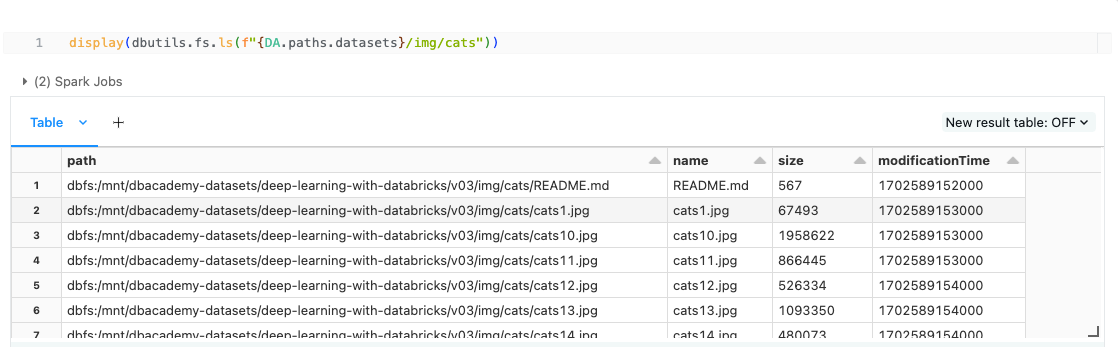 1 display(dbutils.fs.ls(f"{DA.paths.datasets}/img/cats"))
(2) Spark Jobs
Table + New result table: OFF
path name size modificationTime
1 dbfs:/mnt/dbacademy-datasets/deep-learning-with-databricks/v03/img/cats/README.md README.md 567 1702589152000
2 dbfs:/mnt/dbacademy-datasets/deep-learning-with-databricks/v03/img/cats/cats1.jpg cats1.jpg 67493 1702589153000
3 dbfs:/mnt/dbacademy-datasets/deep-learning-with-databricks/v03/img/cats/cats10.jpg cats10.jpg 1958622 1702589153000
4 dbfs:/mnt/dbacademy-datasets/deep-learning-with-databricks/v03/img/cats/cats11.jpg cats11.jpg 866445 1702589153000
5 dbfs:/mnt/dbacademy-datasets/deep-learning-with-databricks/v03/img/cats/cats12.jpg cats12.jpg 526334 1702589154000
6 dbfs:/mnt/dbacademy-datasets/deep-learning-with-databricks/v03/img/cats/cats13.jpg cats13.jpg 1093350 1702589154000
7 dbfs:/mnt/dbacademy-datasets/deep-learning-with-databricks/v03/img/cats/cats14.jpg cats14.jpg 480073 1702589154000